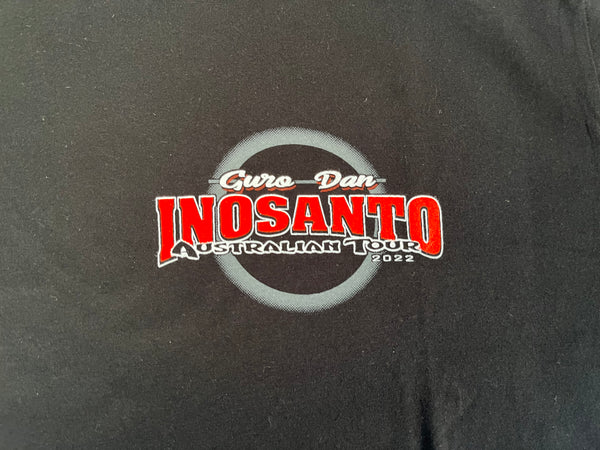 Guro Dan
INOSANTO
AUSTRALIAN TOUR
2022